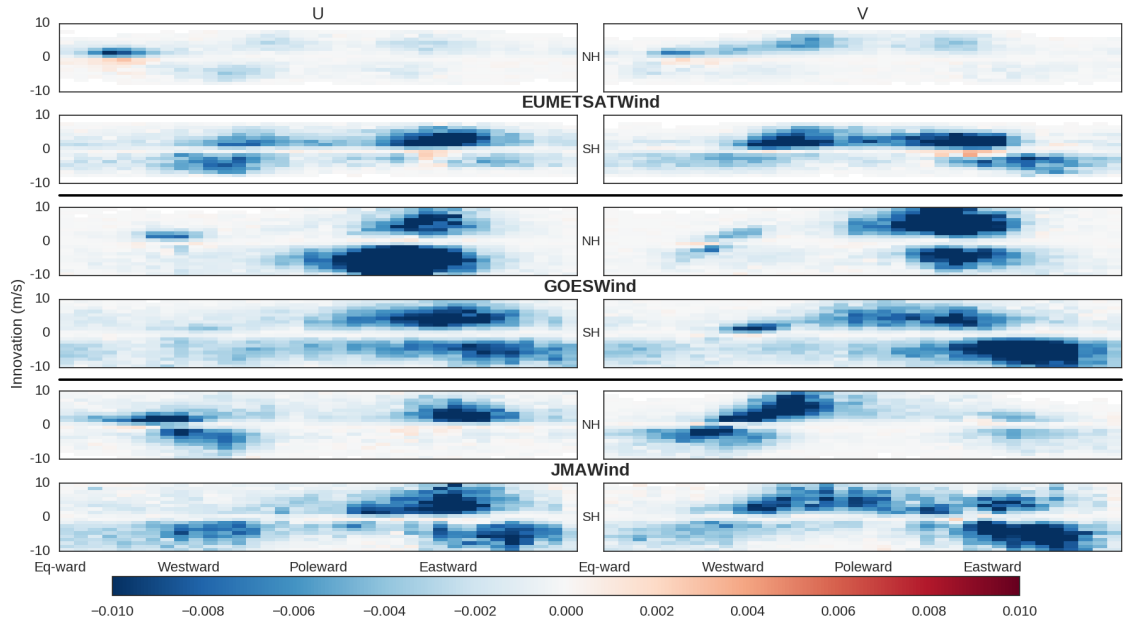 U V
10
0
-10
NH
EUMETSATWind
10
0
-10
SH
10
0
-10
NH
GOESWind
10
0
-10
SH
Innovation (m/s)
10
0
-10
NH
JMAWind
10
0
-10
SH
Eq-ward Westward Poleward Eastward Eq-ward Westward Poleward Eastward
−0.010 −0.008 −0.006 −0.004 −0.002 0.000 0.002 0.004 0.006 0.008 0.010